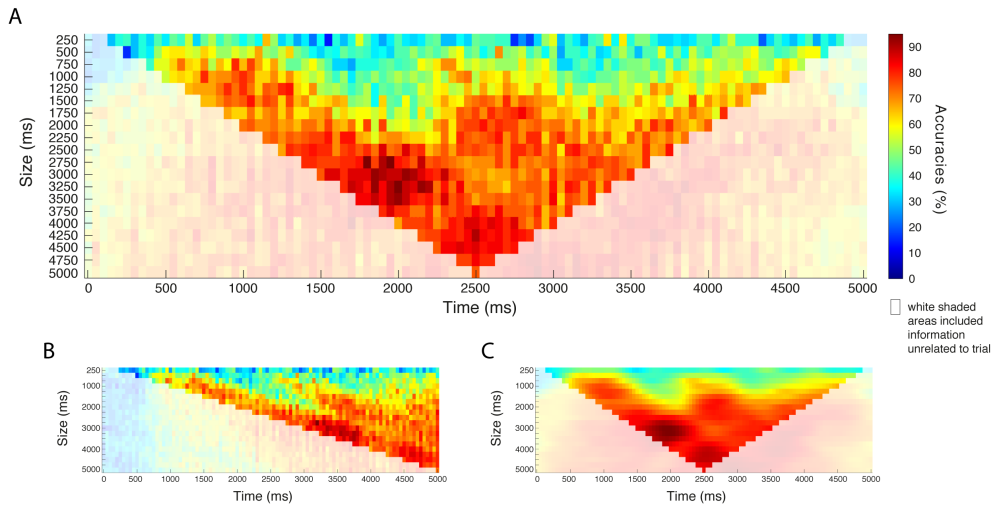 A
250
500
750
1000
1250
1500
1750
2000
2250
2500
2750
3000
3250
3500
3750
4000
4250
4500
4750
5000
Size (ms)
0 500 1000 1500 2000 2500 3000 3500 4000 4500 5000
Time (ms)
90
80
70
60
50
40
30
20
10
0
Accuracies (%)
white shaded
areas included
information
unrelated to trial
B
250
1000
2000
3000
4000
5000
Size (ms)
0 500 1000 1500 2000 2500 3000 3500 4000 4500 5000
Time (ms)
C
250
1000
2000
3000
4000
5000
Size (ms)
0 500 1000 1500 2000 2500 3000 3500 4000 4500 5000
Time (ms)